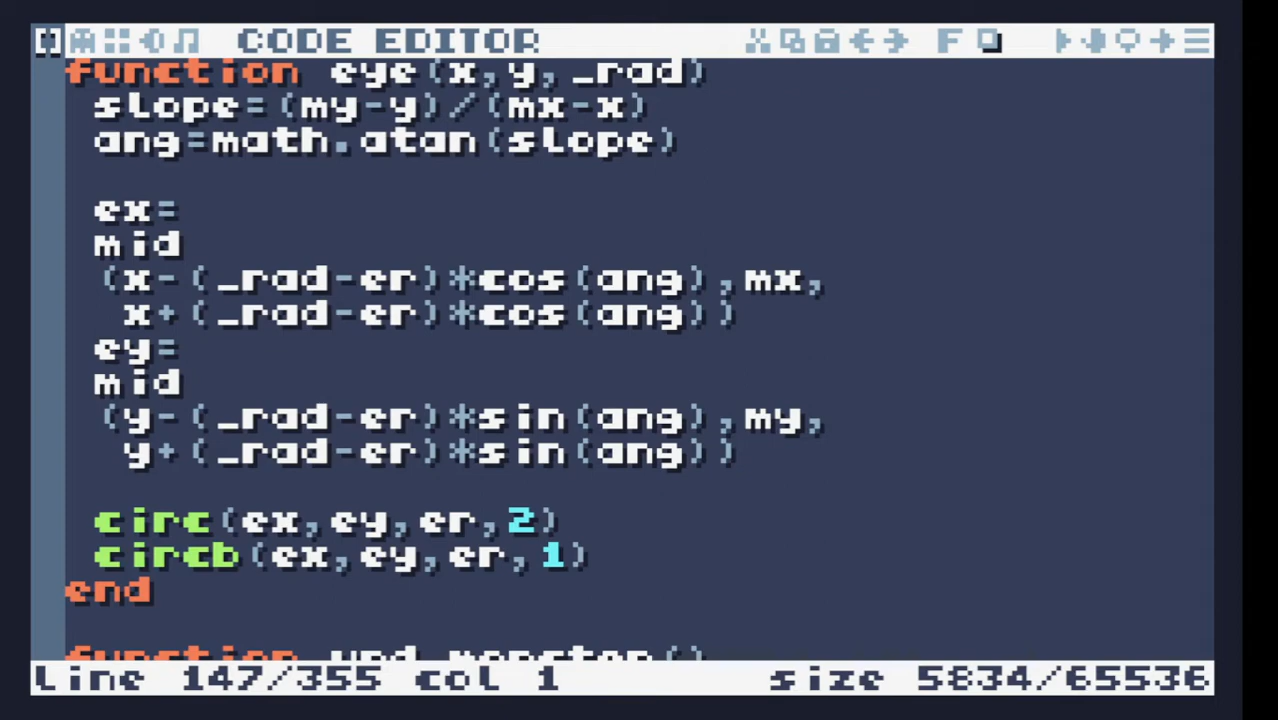 CODE EDITOR F
function eye(x,y,_rad)
slope=(my-y)/(mx-x)
ang=math.atan(slope)
ex=
mid
(x-(_rad-er)*cos(ang),mx,
x+(_rad-er)*cos(ang))
ey=
mid
(y-(_rad-er)*sin(ang),my,
y+(_rad-er)*sin(ang))
circ(ex,ey,er,2)
circb(ex,ey,er,1)
end
function upd_monster()
line 147/355 col 1 size 5834/65536